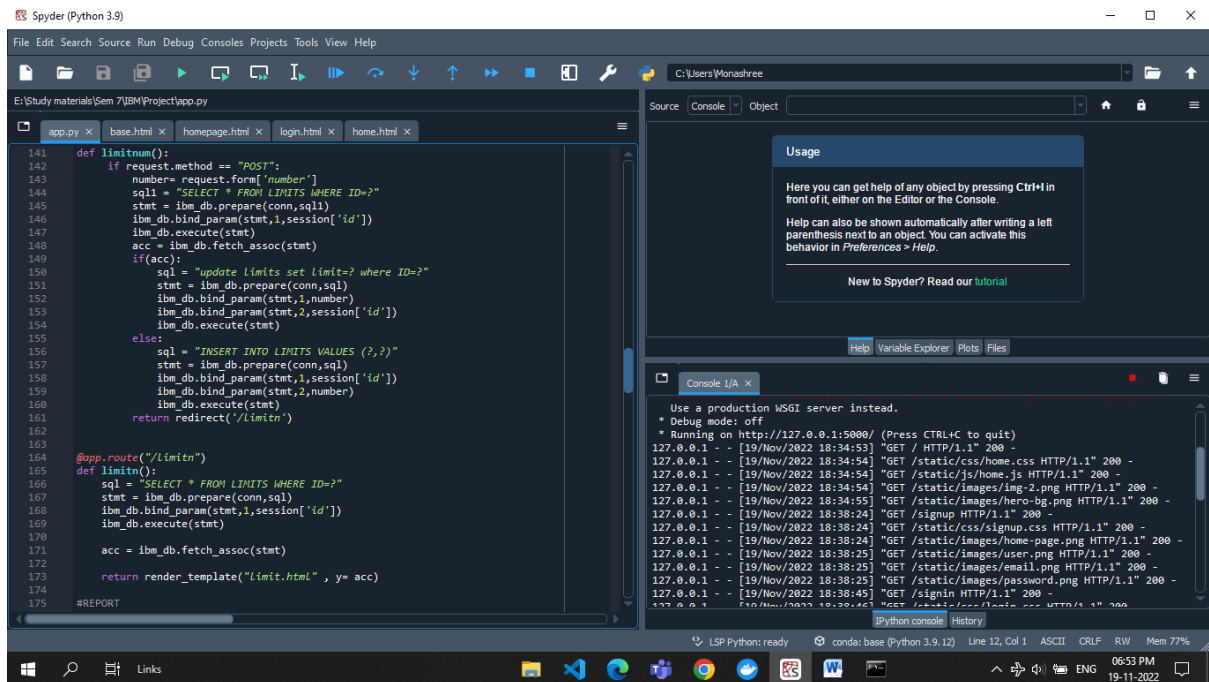 Spyder (Python 3.9)
File Edit Search Source Run Debug Consoles Projects Tools View Help
C:\Users\Monashree
E:\Study materials\Sem 7\IBM\Project\app.py
app.py
base.html
homepage.html
login.html
home.html
141 def limitnum():
142 if request.method == "POST":
143 number= request.form['number']
144 sql1 = "SELECT * FROM LIMITS WHERE ID=?"
145 stmt = ibm_db.prepare(conn,sql1)
146 ibm_db.bind_param(stmt,1,session['id'])
147 ibm_db.execute(stmt)
148 acc = ibm_db.fetch_assoc(stmt)
149 if(acc):
150 sql = "update limits set limit=? where ID=?"
151 stmt = ibm_db.prepare(conn,sql)
152 ibm_db.bind_param(stmt,1,number)
153 ibm_db.bind_param(stmt,2,session['id'])
154 ibm_db.execute(stmt)
155 else:
156 sql = "INSERT INTO LIMITS VALUES (?,?)"
157 stmt = ibm_db.prepare(conn,sql)
158 ibm_db.bind_param(stmt,1,session['id'])
159 ibm_db.bind_param(stmt,2,number)
160 ibm_db.execute(stmt)
161 return redirect('/limitn')
162
163
164 @app.route("/limitn")
165 def limitn():
166 sql = "SELECT * FROM LIMITS WHERE ID=?"
167 stmt = ibm_db.prepare(conn,sql)
168 ibm_db.bind_param(stmt,1,session['id'])
169 ibm_db.execute(stmt)
170
171 acc = ibm_db.fetch_assoc(stmt)
172
173 return render_template("limit.html" , y= acc)
174
175 #REPORT
Source Console Object
Usage
Here you can get help of any object by pressing Ctrl+I in
front of it, either on the Editor or the Console.
Help can also be shown automatically after writing a left
parenthesis next to an object. You can activate this
behavior in Preferences > Help.
New to Spyder? Read our tutorial
Help Variable Explorer Plots Files
Console 1/A
Use a production WSGI server instead.
* Debug mode: off
* Running on http://127.0.0.1:5000/ (Press CTRL+C to quit)
127.0.0.1 - - [19/Nov/2022 18:34:53] "GET / HTTP/1.1" 200 -
127.0.0.1 - - [19/Nov/2022 18:34:54] "GET /static/css/home.css HTTP/1.1" 200 -
127.0.0.1 - - [19/Nov/2022 18:34:54] "GET /static/js/home.js HTTP/1.1" 200 -
127.0.0.1 - - [19/Nov/2022 18:34:54] "GET /static/images/img-2.png HTTP/1.1" 200 -
127.0.0.1 - - [19/Nov/2022 18:34:55] "GET /static/images/hero-bg.png HTTP/1.1" 200 -
127.0.0.1 - - [19/Nov/2022 18:38:24] "GET /signup HTTP/1.1" 200 -
127.0.0.1 - - [19/Nov/2022 18:38:24] "GET /static/css/signup.css HTTP/1.1" 200 -
127.0.0.1 - - [19/Nov/2022 18:38:24] "GET /static/images/home-page.png HTTP/1.1" 200 -
127.0.0.1 - - [19/Nov/2022 18:38:25] "GET /static/images/user.png HTTP/1.1" 200 -
127.0.0.1 - - [19/Nov/2022 18:38:25] "GET /static/images/email.png HTTP/1.1" 200 -
127.0.0.1 - - [19/Nov/2022 18:38:25] "GET /static/images/password.png HTTP/1.1" 200 -
127.0.0.1 - - [19/Nov/2022 18:38:45] "GET /signin HTTP/1.1" 200 -
127.0.0.1 - - [19/Nov/2022 18:38:46] "GET /static/css/login.css HTTP/1.1" 200
IPython console History
LSP Python: ready conda: base (Python 3.9.12) Line 12, Col 1 ASCII CRLF RW Mem 77%
Links
ENG
06:53 PM
19-11-2022